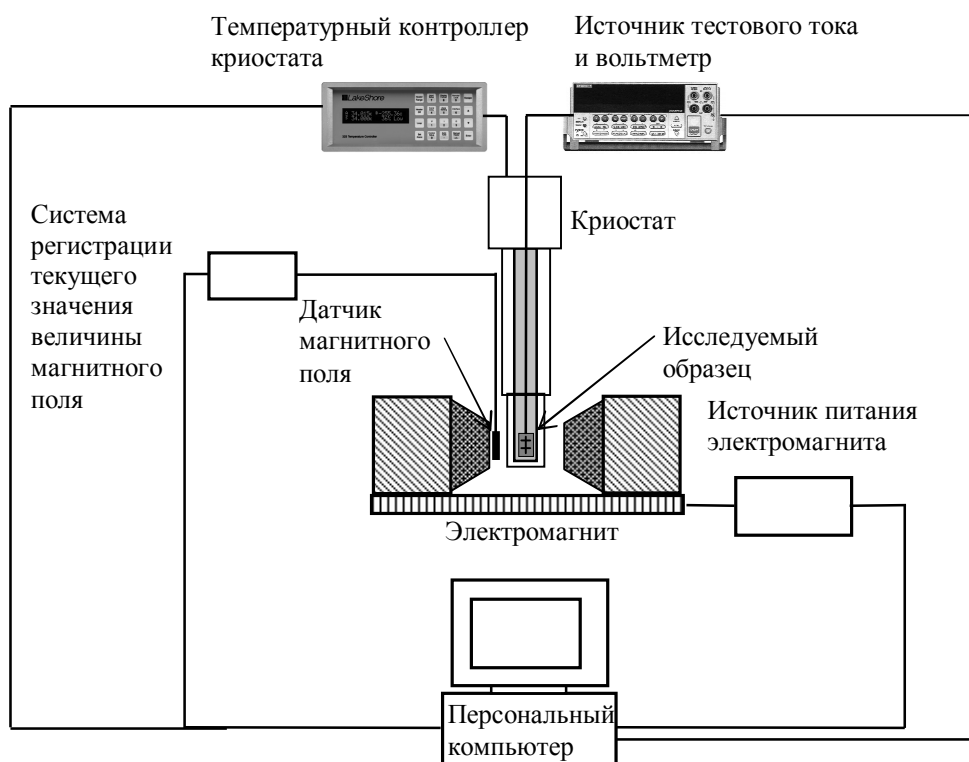 Температурный контроллер
криостата
Источник тестового тока
и вольтметр
LakeShore
Криостат
Система
регистрации
текущего
значения
величины
магнитного
поля
Датчик
магнитного
поля
Исследуемый
образец
Источник питания
электромагнита
Электромагнит
Персональный
компьютер